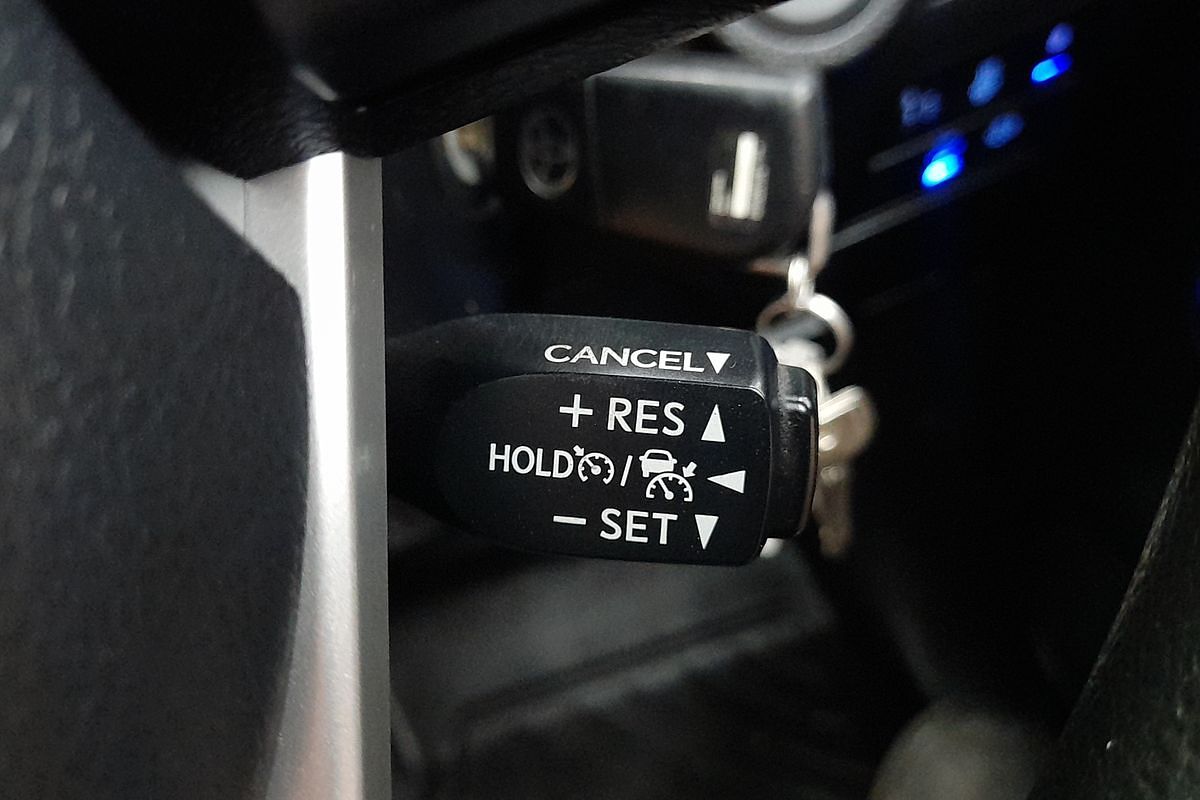 CANCEL▼
+ RES ▲
HOLD / ◀
− SET ▼